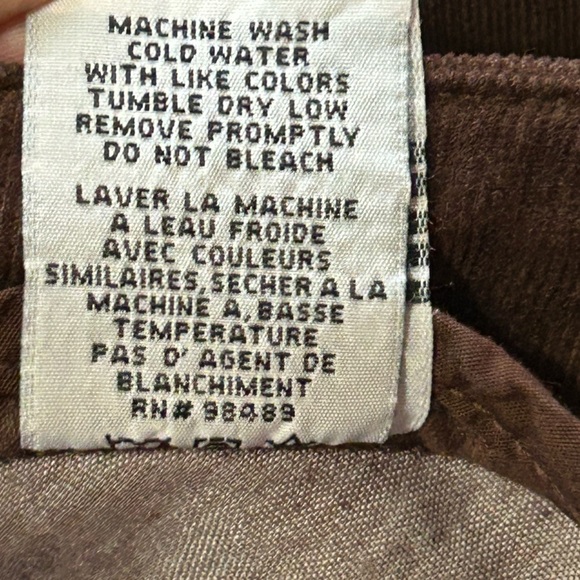 MACHINE WASH
COLD WATER
WITH LIKE COLORS
TUMBLE DRY LOW
REMOVE PROMPTLY
DO NOT BLEACH
LAVER LA MACHINE
A LEAU FROIDE
AVEC COULEURS
SIMILAIRES, SECHER A LA
MACHINE A, BASSE
TEMPERATURE
PAS D' AGENT DE
BLANCHIMENT
RN# 98489